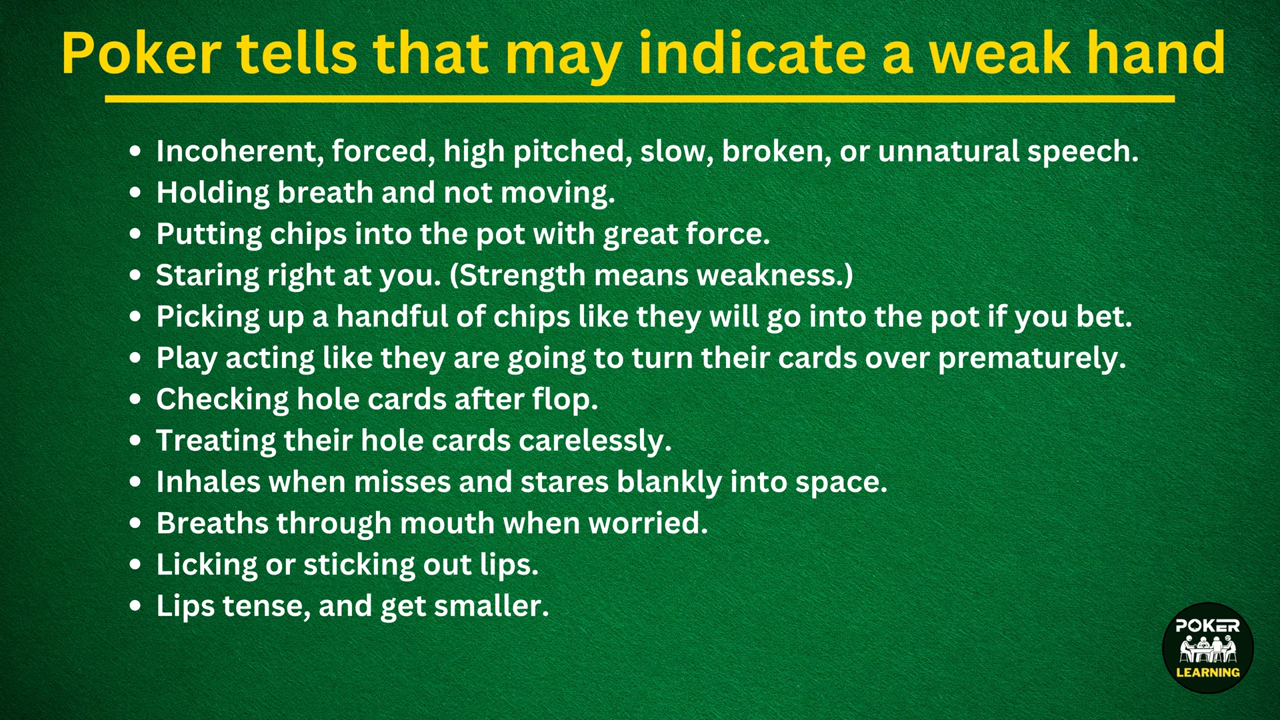 Poker tells that may indicate a weak hand
• Incoherent, forced, high pitched, slow, broken, or unnatural speech.
• Holding breath and not moving.
• Putting chips into the pot with great force.
• Staring right at you. (Strength means weakness.)
• Picking up a handful of chips like they will go into the pot if you bet.
• Play acting like they are going to turn their cards over prematurely.
• Checking hole cards after flop.
• Treating their hole cards carelessly.
• Inhales when misses and stares blankly into space.
• Breaths through mouth when worried.
• Licking or sticking out lips.
• Lips tense, and get smaller.
POKER
LEARNING